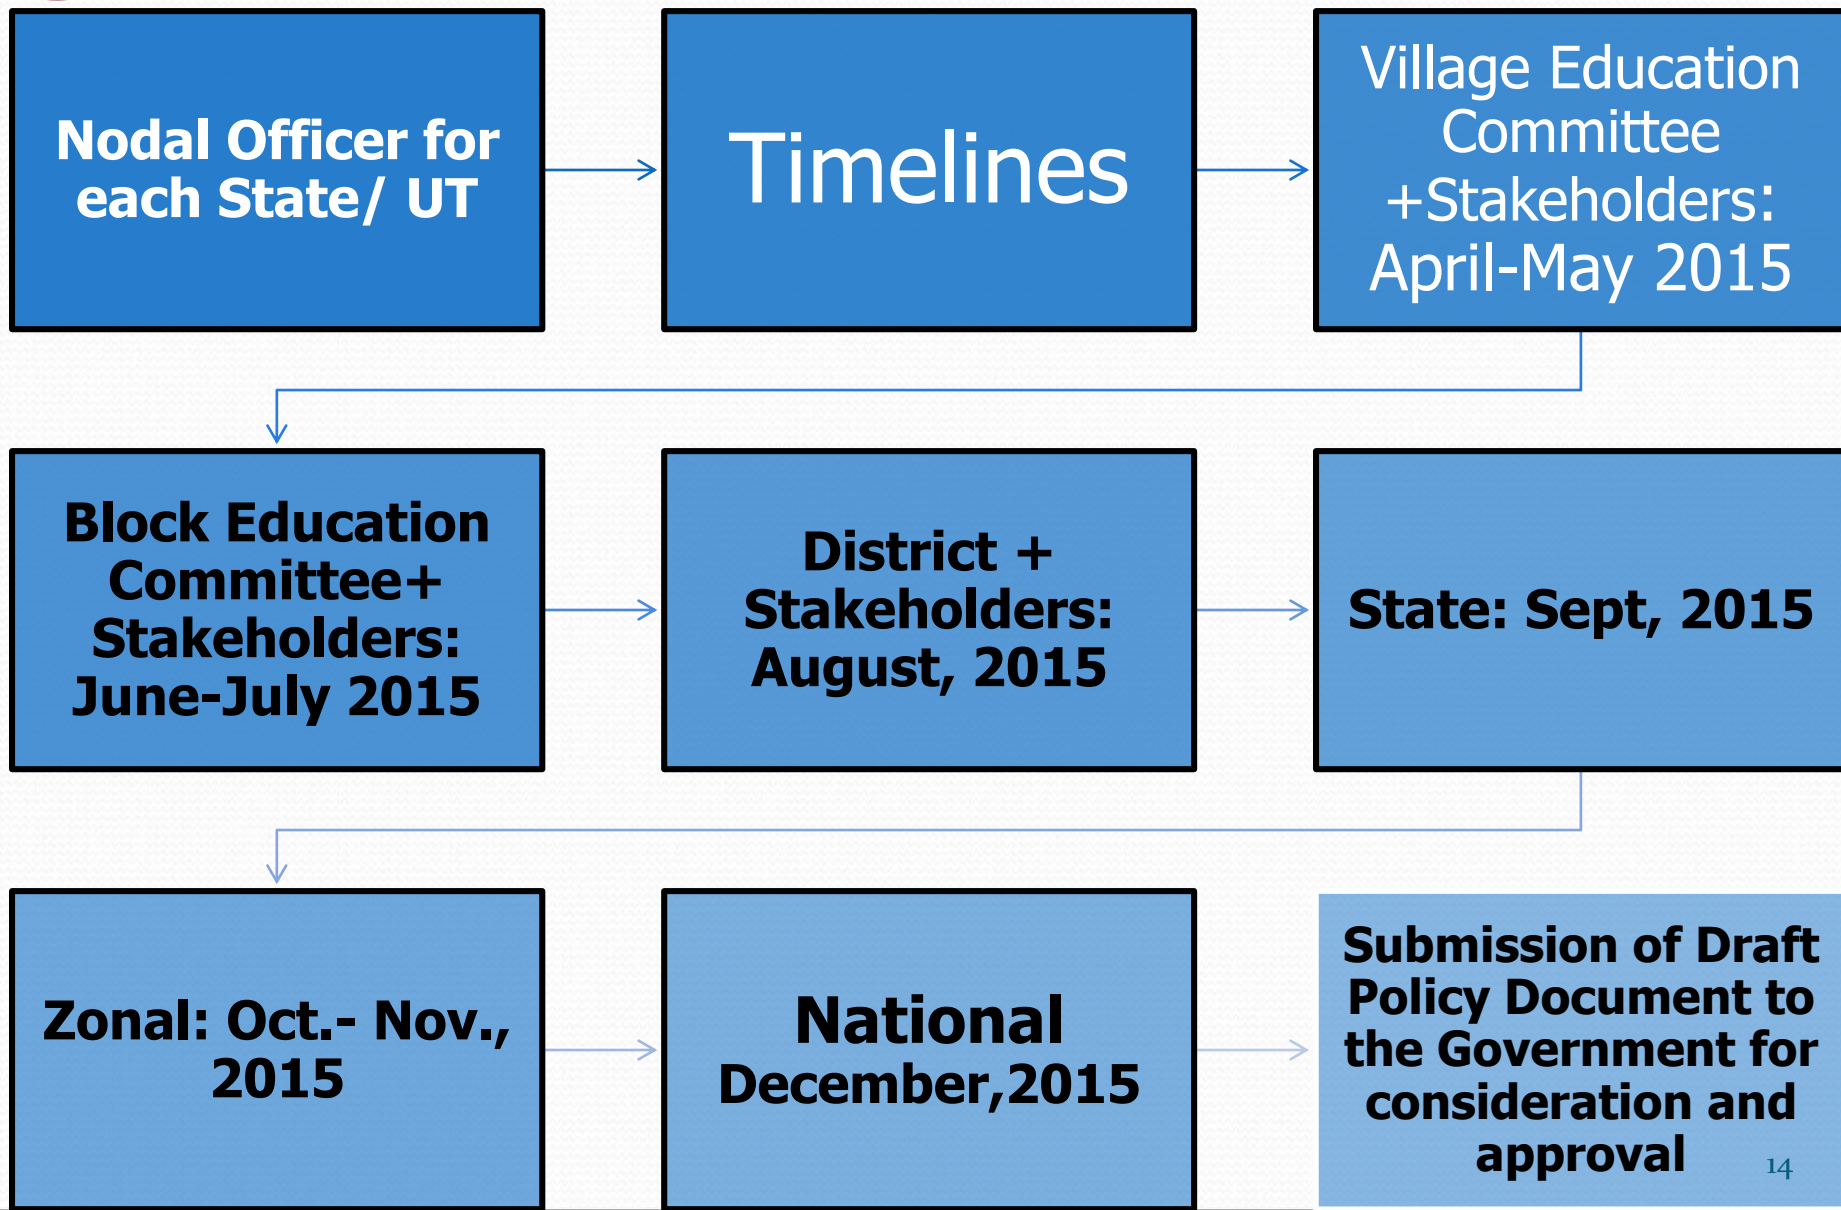 Nodal Officer for
each State/ UT
Timelines
Village Education
Committee
+Stakeholders:
April-May 2015
Block Education
Committee+
Stakeholders:
June-July 2015
District +
Stakeholders:
August, 2015
State: Sept, 2015
Zonal: Oct.- Nov.,
2015
National
December,2015
Submission of Draft
Policy Document to
the Government for
consideration and
approval
14